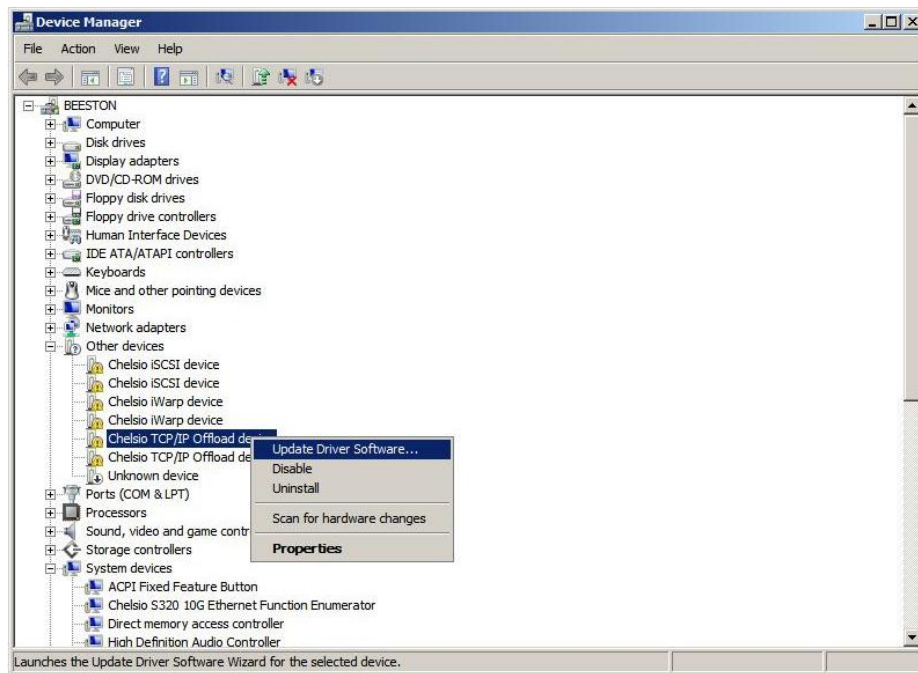 Device Manager
File Action View Help
BEESTON
Computer
Disk drives
Display adapters
DVD/CD-ROM drives
Floppy disk drives
Floppy drive controllers
Human Interface Devices
IDE ATA/ATAPI controllers
Keyboards
Mice and other pointing devices
Monitors
Network adapters
Other devices
Chelsio iSCSI device
Chelsio iSCSI device
Chelsio iWarp device
Chelsio iWarp device
Chelsio TCP/IP Offload
Chelsio TCP/IP Offload de
Unknown device
Ports (COM & LPT)
Processors
Sound, video and game contr
Storage controllers
System devices
ACPI Fixed Feature Button
Chelsio S320 10G Ethernet Function Enumerator
Direct memory access controller
High Definition Audio Controller
Update Driver Software...
Disable
Uninstall
Scan for hardware changes
Properties
Launches the Update Driver Software Wizard for the selected device.